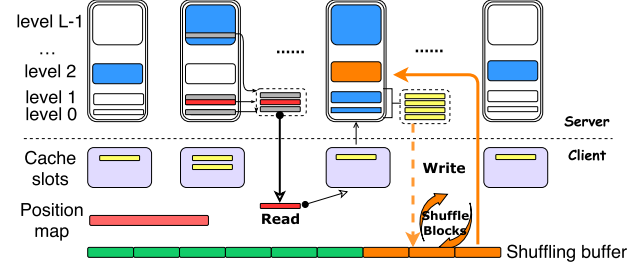 level L-1
...
level 2
level 1
level 0
......
......
Server
Client
Cache
slots
Position
map
Read
Write
Shuffle
Blocks
Shuffling buffer